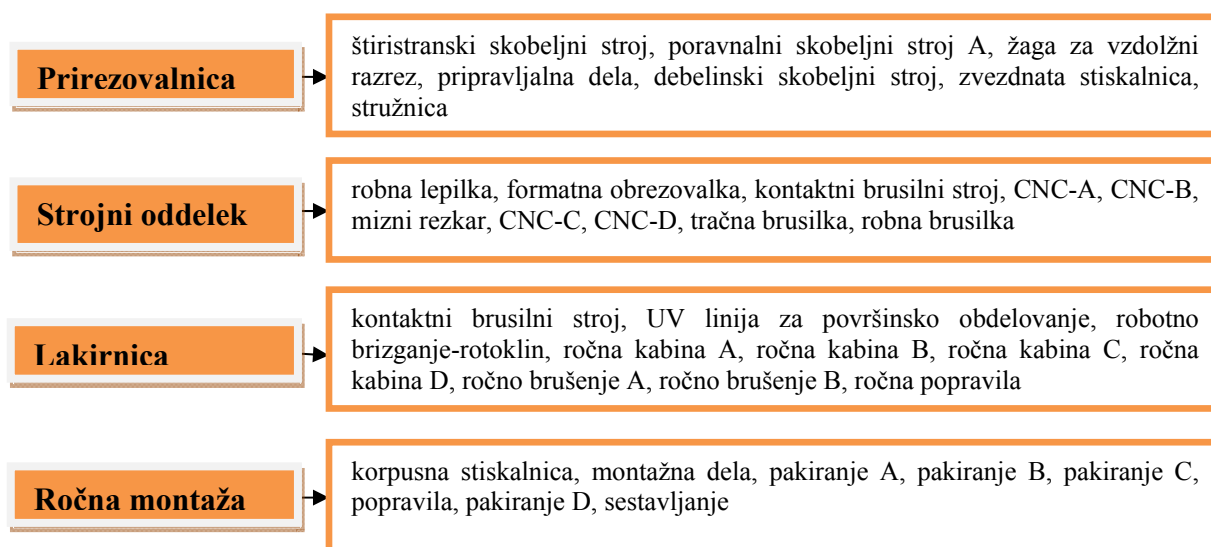 Prirezovalnica
štiristranski skobeljni stroj, poravnalni skobeljni stroj A, žaga za vzdolžni
razrez, pripravljalna dela, debelinski skobeljni stroj, zvezdnata stiskalnica,
stružnica
Strojni oddelek
robna lepilka, formatna obrezovalka, kontaktni brusilni stroj, CNC-A, CNC-B,
mizni rezkar, CNC-C, CNC-D, tračna brusilka, robna brusilka
Lakirnica
kontaktni brusilni stroj, UV linija za površinsko obdelovanje, robotno
brizganje-rotoklin, ročna kabina A, ročna kabina B, ročna kabina C, ročna
kabina D, ročno brušenje A, ročno brušenje B, ročna popravila
Ročna montaža
korpusna stiskalnica, montažna dela, pakiranje A, pakiranje B, pakiranje C,
popravila, pakiranje D, sestavljanje